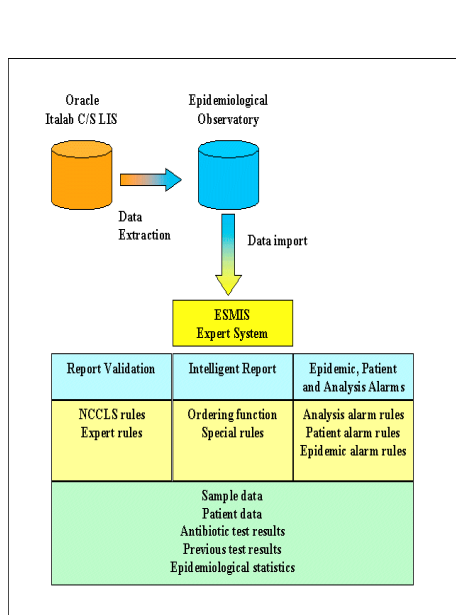 Oracle
Italab C/S LIS
Epidemiological
Observatory
Data
Extraction
Data import
ESMIS
Expert System
Report Validation
Intelligent Report
Epidemic, Patient
and Analysis Alarms
NCCLS rules
Expert rules
Ordering function
Special rules
Analysis alarm rules
Patient alarm rules
Epidemic alarm rules
Sample data
Patient data
Antibiotic test results
Previous test results
Epidemiological statistics